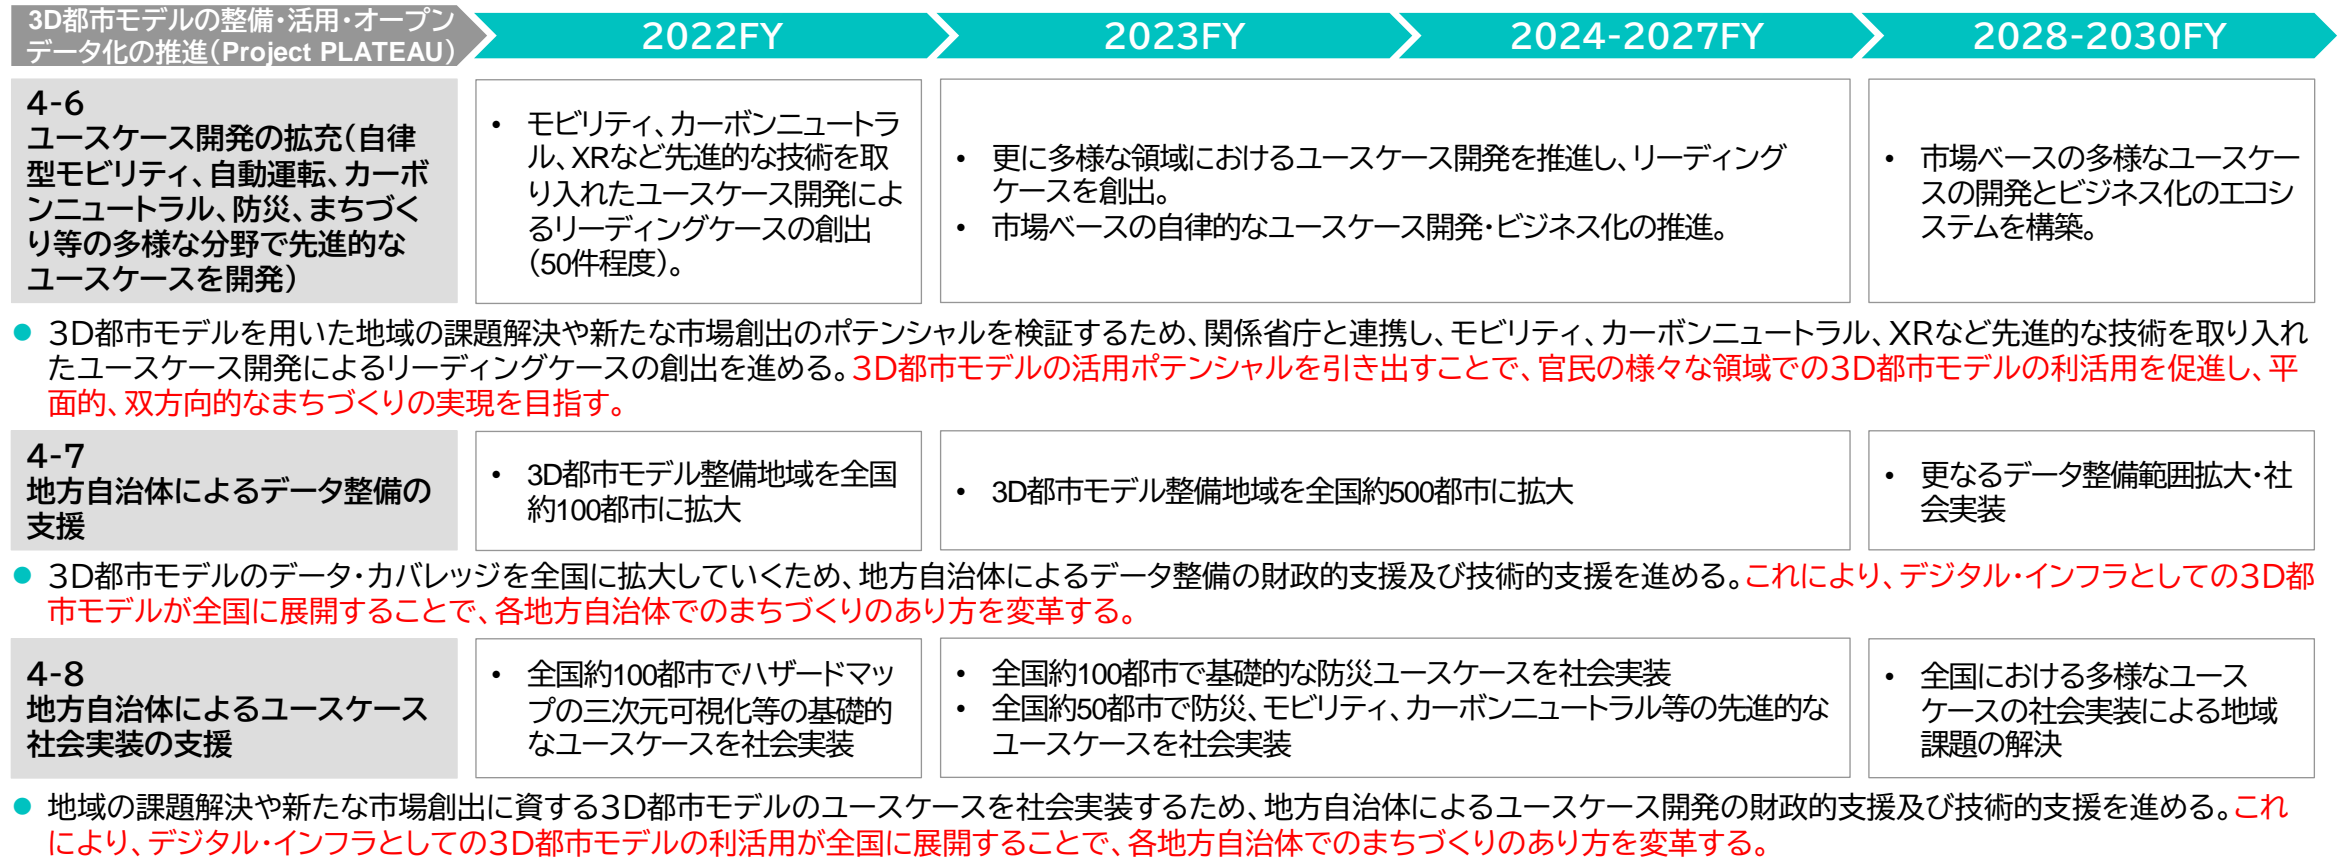 3D都市モデルの整備・活用・オープン
データ化の推進(Project PLATEAU)
2022FY
2023FY
2024-2027FY
2028-2030FY
4-6
ユースケース開発の拡充(自律
型モビリティ、自動運転、カーボ
ンニュートラル、防災、まちづく
り等の多様な分野で先進的な
ユースケースを開発)
• モビリティ、カーボンニュートラ
ル、XRなど先進的な技術を取
り入れたユースケース開発によ
るリーディングケースの創出
(50件程度)。
• 更に多様な領域におけるユースケース開発を推進し、リーディング
ケースを創出。
• 市場ベースの自律的なユースケース開発・ビジネス化の推進。
• 市場ベースの多様なユースケー
スの開発とビジネス化のエコシ
ステムを構築。
● 3D都市モデルを用いた地域の課題解決や新たな市場創出のポテンシャルを検証するため、関係省庁と連携し、モビリティ、カーボンニュートラル、XRなど先進的な技術を取り入れ
たユースケース開発によるリーディングケースの創出を進める。3D都市モデルの活用ポテンシャルを引き出すことで、官民の様々な領域での3D都市モデルの利活用を促進し、平
面的、双方向的なまちづくりの実現を目指す。
4-7
地方自治体によるデータ整備の
支援
• 3D都市モデル整備地域を全国
約100都市に拡大
• 3D都市モデル整備地域を全国約500都市に拡大
• 更なるデータ整備範囲拡大・社
会実装
● 3D都市モデルのデータ・カバレッジを全国に拡大していくため、地方自治体によるデータ整備の財政的支援及び技術的支援を進める。これにより、デジタル・インフラとしての3D都
市モデルが全国に展開することで、各地方自治体でのまちづくりのあり方を変革する。
4-8
地方自治体によるユースケース
社会実装の支援
• 全国約100都市でハザードマッ
プの三次元可視化等の基礎的
なユースケースを社会実装
• 全国約100都市で基礎的な防災ユースケースを社会実装
• 全国約50都市で防災、モビリティ、カーボンニュートラル等の先進的な
ユースケースを社会実装
• 全国における多様なユース
ケースの社会実装による地域
課題の解決
● 地域の課題解決や新たな市場創出に資する3D都市モデルのユースケースを社会実装するため、地方自治体によるユースケース開発の財政的支援及び技術的支援を進める。これ
により、デジタル・インフラとしての3D都市モデルの利活用が全国に展開することで、各地方自治体でのまちづくりのあり方を変革する。